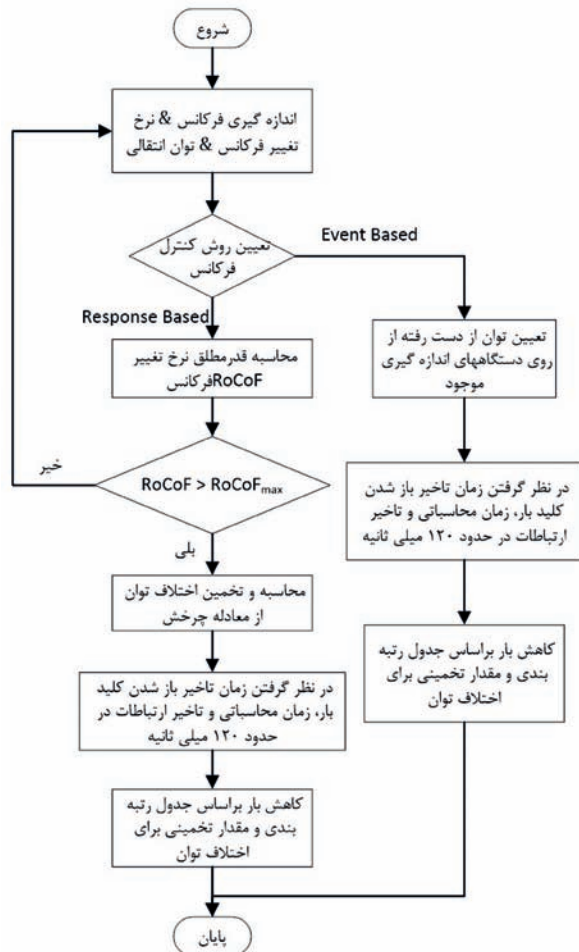 شروع
اندازه گیری فرکانس & نرخ
تغییر فرکانس & توان انتقالی
تعیین روش کنترل
فرکانس
Event Based
Response Based
تعیین توان از دست رفته از
روی دستگاههای اندازه گیری
موجود
محاسبه قدرمطلق نرخ تغییر
فرکانسRoCoF
خیر
RoCoF > RoCoFmax
بلی
در نظر گرفتن زمان تاخیر باز شدن
کلید بار، زمان محاسباتی و تاخیر
ارتباطات در حدود ۱۲۰ میلی ثانیه
محاسبه و تخمین اختلاف توان
از معادله چرخش
کاهش بار براساس جدول رتبه
بندی و مقدار تخمینی برای
اختلاف توان
در نظر گرفتن زمان تاخیر باز شدن کلید
بار، زمان محاسباتی و تاخیر ارتباطات در
حدود ۱۲۰ میلی ثانیه
کاهش بار براساس جدول رتبه
بندی و مقدار تخمینی برای
اختلاف توان
پایان